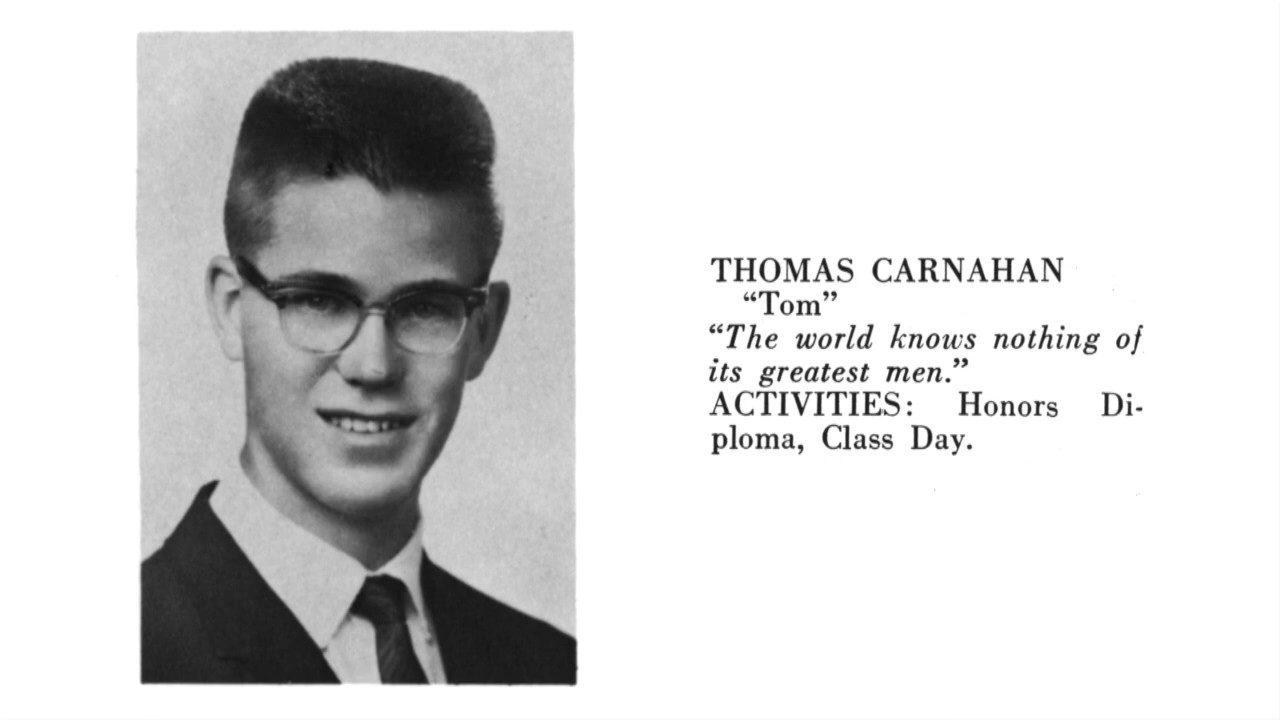 THOMAS CARNAHAN
“Tom”
“The world knows nothing of
its greatest men.”
ACTIVITIES: Honors Di-
ploma, Class Day.